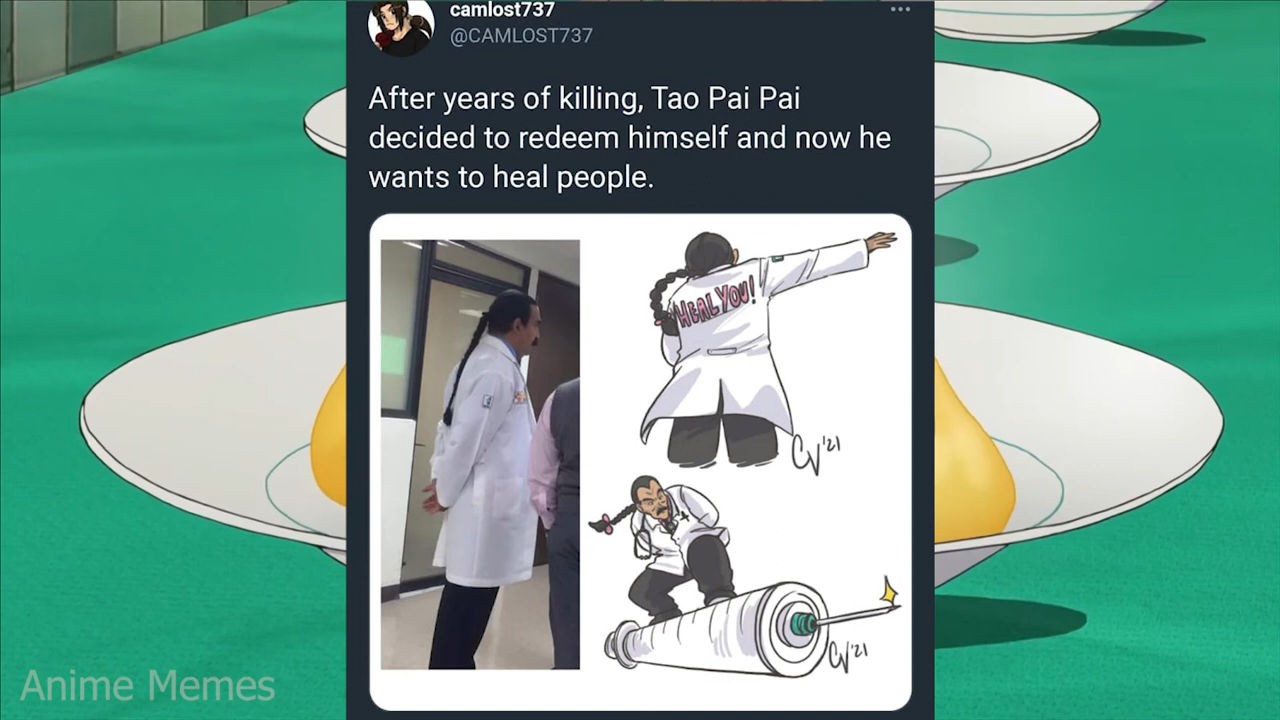 camlost737
@CAMLOST737
After years of killing, Tao Pai Pai
decided to redeem himself and now he
wants to heal people.
HEAL YOU!
CV '21
CV '21
Anime Memes